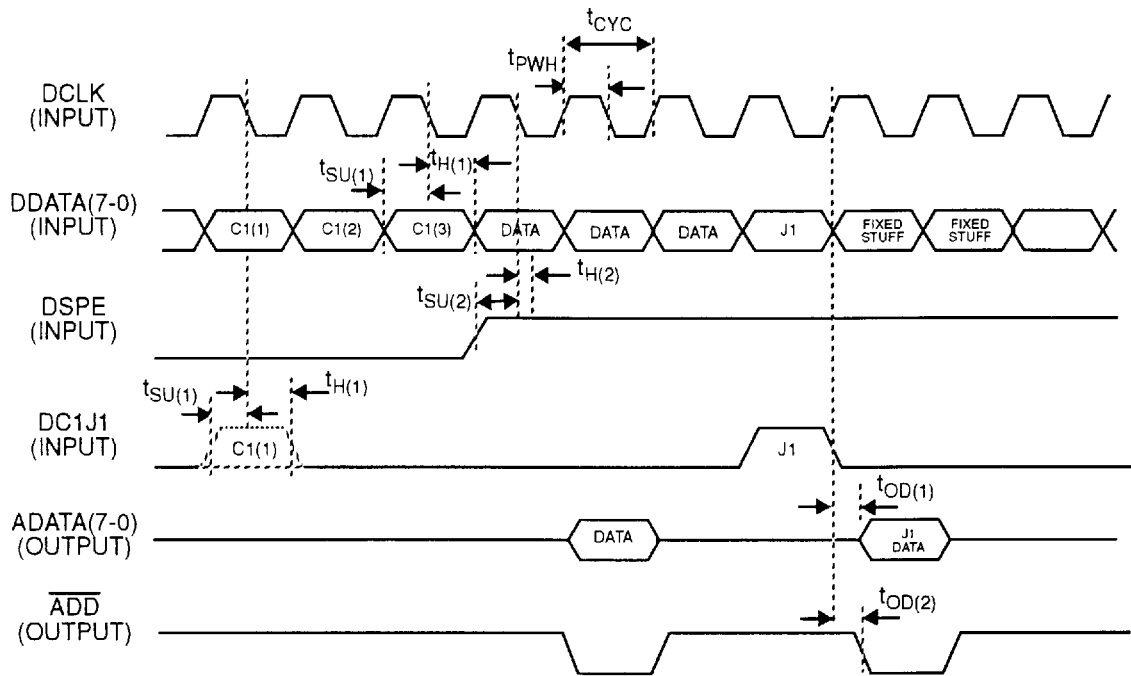 tCYC
tPWH
DCLK
(INPUT)
tSU(1)
tH(1)
DDATA(7-0)
(INPUT)
C1(1)
C1(2)
C1(3)
DATA
DATA
DATA
J1
FIXED
STUFF
FIXED
STUFF
tH(2)
tSU(2)
DSPE
(INPUT)
tSU(1)
tH(1)
DC1J1
(INPUT)
C1(1)
J1
tOD(1)
ADATA(7-0)
(OUTPUT)
DATA
J1
DATA
tOD(2)
ADD
(OUTPUT)